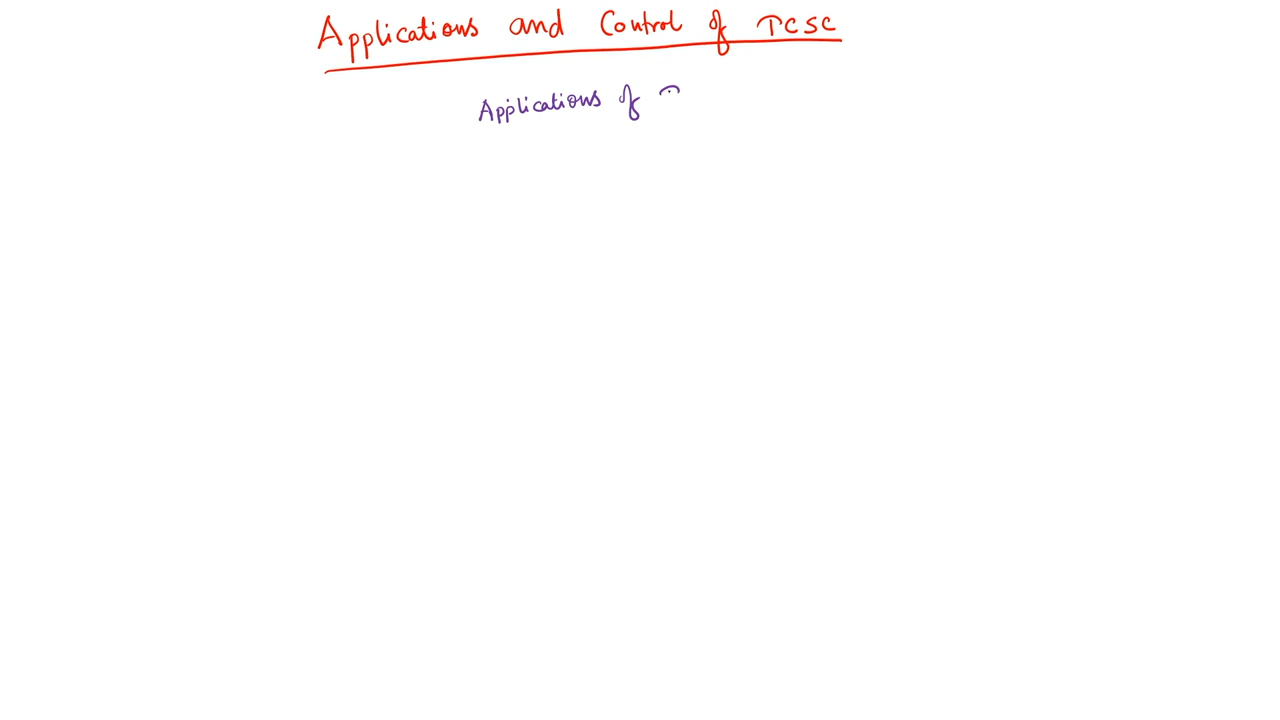 Applications and Control of TCSC
Applications of